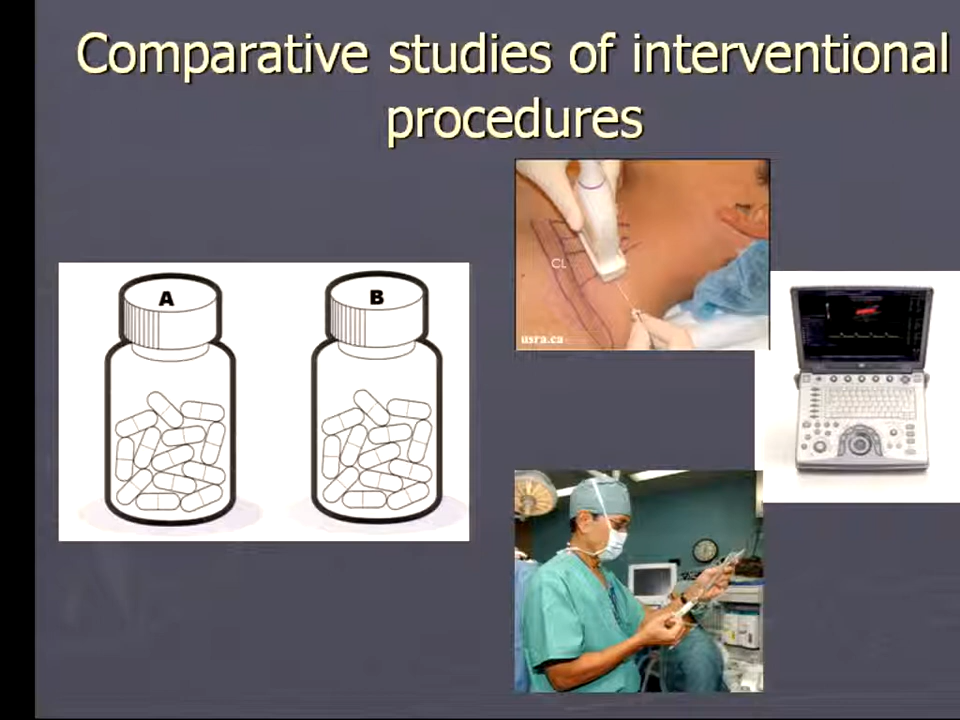 Comparative studies of interventional
procedures
A
B
CL
usra.ca